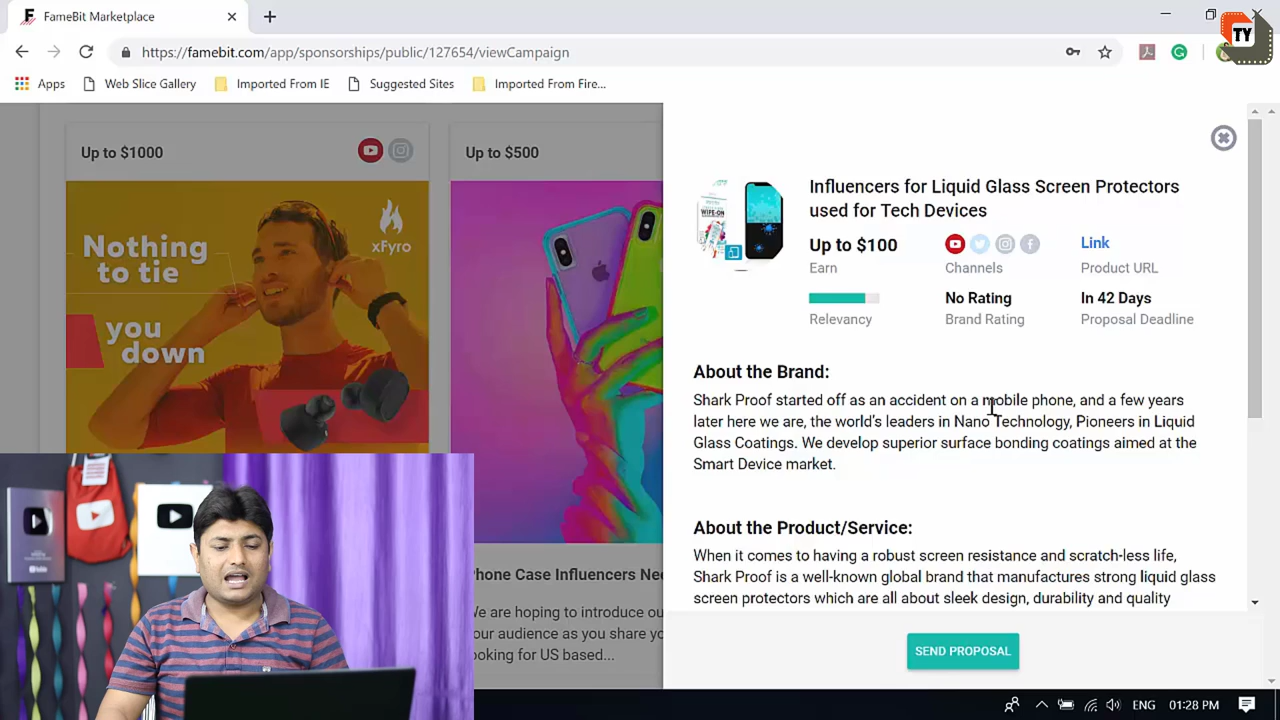 FameBit Marketplace
https://famebit.com/app/sponsorships/public/127654/viewCampaign
TY
Apps
Web Slice Gallery
Imported From IE
Suggested Sites
Imported From Fire...
Up to $1000
Nothing
to tie
you
down
xFyro
Up to $500
Phone Case Influencers Nee
We are hoping to introduce ou
our audience as you share yo
ooking for US based...
WIPE-ON
Influencers for Liquid Glass Screen Protectors
used for Tech Devices
Up to $100
Earn
Channels
Link
Product URL
Relevancy
No Rating
Brand Rating
In 42 Days
Proposal Deadline
About the Brand:
Shark Proof started off as an accident on a mobile phone, and a few years
later here we are, the world's leaders in Nano Technology, Pioneers in Liquid
Glass Coatings. We develop superior surface bonding coatings aimed at the
Smart Device market.
About the Product/Service:
When it comes to having a robust screen resistance and scratch-less life,
Shark Proof is a well-known global brand that manufactures strong liquid glass
screen protectors which are all about sleek design, durability and quality
SEND PROPOSAL
ENG
01:28 PM